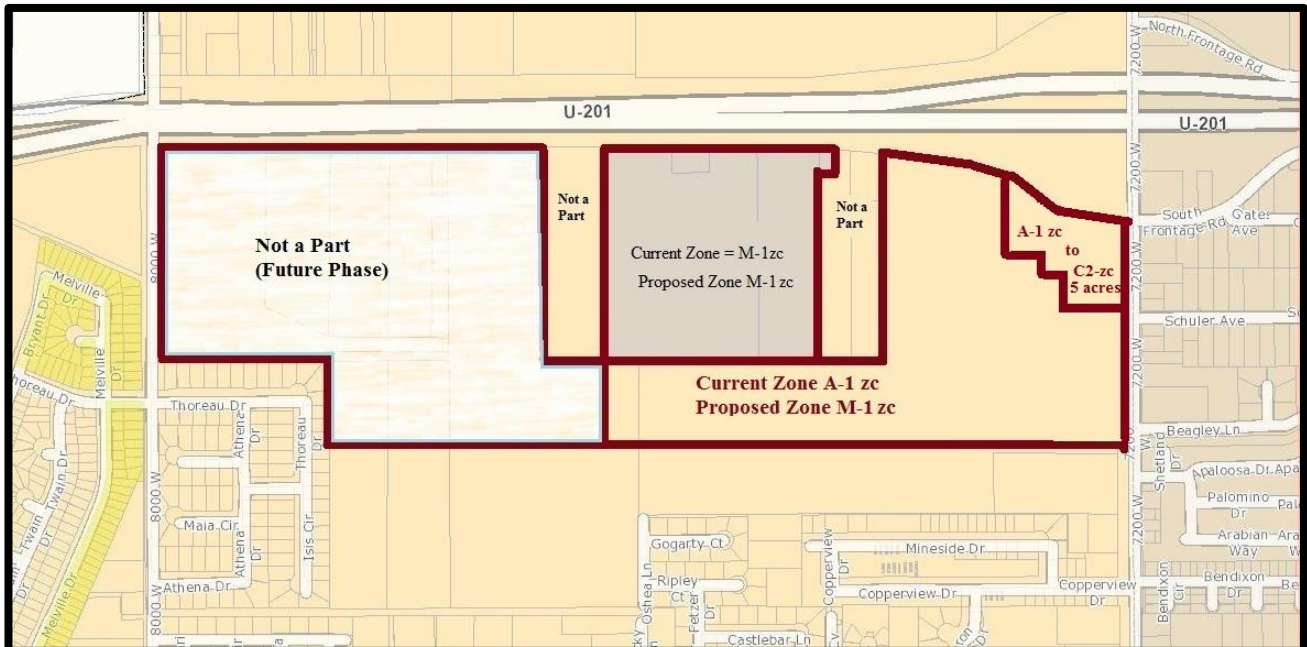 North Frontage Rd
7200 W
U-201
U-201
8000 W
Not a Part
(Future Phase)
Not a
Part
Current Zone = M-1zc
Proposed Zone M-1 zc
Not a
Part
A-1 zc
to
C2-zc
5 acres
South
Frontage Rd
Gates
Ave
7200 W
Schuler Ave
7200 W
Melville
Dr
Bryant Dr
Melville
Dr
Thoreau Dr
Thoreau Dr
Current Zone A-1 zc
Proposed Zone M-1 zc
Beagley Ln
Shetland
Dr
Apaloosa Dr
Palomino
Dr
Arabian
Way
Bendixon
Dr
Bendixon
Cir
7200 W
Twain Dr
Twain
Dr
Melville Dr
8000 W
8000 W
Athena
Dr
Thoreau
Dr
Maia Cir
Athena
Dr
Isis Cir
Athena Dr
Gogarty Ct
Oshea Ln
Ripley
Ct
Fetzer
Dr
Castlebar Ln
Copperview
Dr
Mineside Dr
Copperview Dr
Copperview
Dr